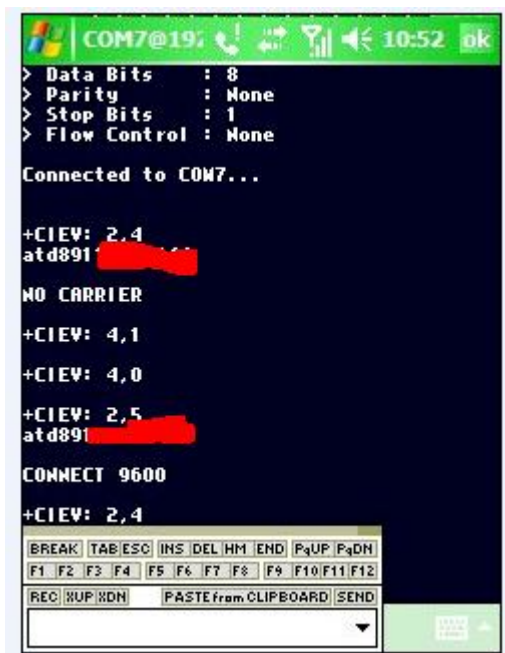 COM7@192 10:52 ok
> Data Bits : 8
> Parity : None
> Stop Bits : 1
> Flow Control : None
Connected to COM7...
+CIEV: 2,4
atd891
NO CARRIER
+CIEV: 4,1
+CIEV: 4,0
+CIEV: 2,5
atd891
CONNECT 9600
+CIEV: 2,4
BREAK TAB ESC INS DEL HM END PgUP PgDN
F1 F2 F3 F4 F5 F6 F7 F8 F9 F10 F11 F12
REC XUP XDN PASTE from CLIPBOARD SEND